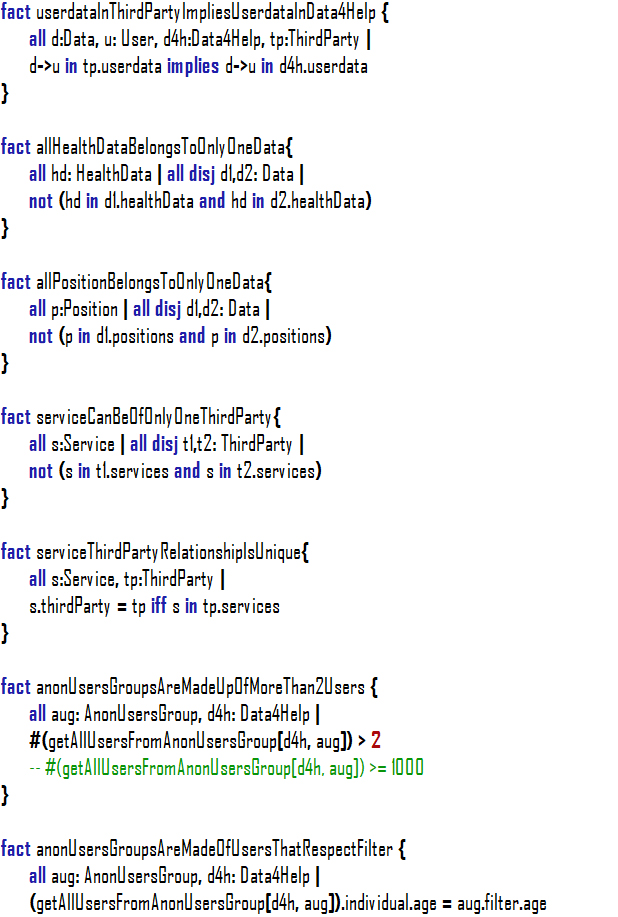 fact userdataInThirdPartyImpliesUserdataInData4Help {
all d:Data, u: User, d4h:Data4Help, tp:ThirdParty |
d->u in tp.userdata implies d->u in d4h.userdata
}
fact allHealthDataBelongsToOnlyOneData{
all hd: HealthData | all disj d1,d2: Data |
not (hd in d1.healthData and hd in d2.healthData)
}
fact allPositionBelongsToOnlyOneData{
all p:Position | all disj d1,d2: Data |
not (p in d1.positions and p in d2.positions)
}
fact serviceCanBeOfOnlyOneThirdParty{
all s:Service | all disj t1,t2: ThirdParty |
not (s in t1.services and s in t2.services)
}
fact serviceThirdPartyRelationshipIsUnique{
all s:Service, tp:ThirdParty |
s.thirdParty = tp iff s in tp.services
}
fact anonUsersGroupsAreMadeUpOfMoreThan2Users {
all aug: AnonUsersGroup, d4h: Data4Help |
#(getAllUsersFromAnonUsersGroup[d4h, aug]) > 2
-- #(getAllUsersFromAnonUsersGroup[d4h, aug]) >= 1000
}
fact anonUsersGroupsAreMadeOfUsersThatRespectFilter {
all aug: AnonUsersGroup, d4h: Data4Help |
(getAllUsersFromAnonUsersGroup[d4h, aug]).individual.age = aug.filter.age